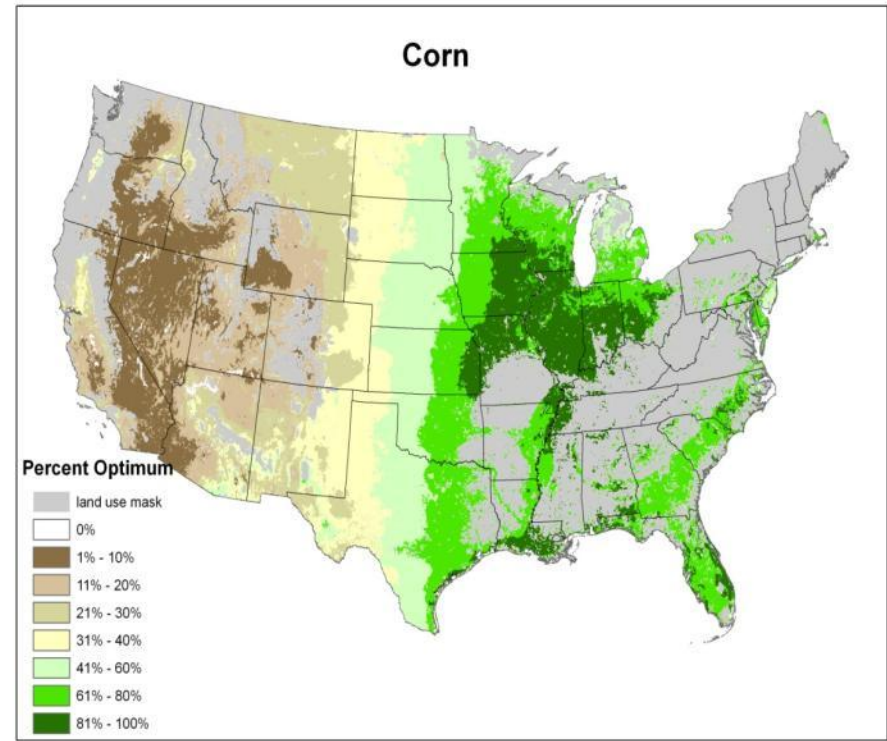 Corn
Percent Optimum
land use mask
0%
1% - 10%
11% - 20%
21% - 30%
31% - 40%
41% - 60%
61% - 80%
81% - 100%